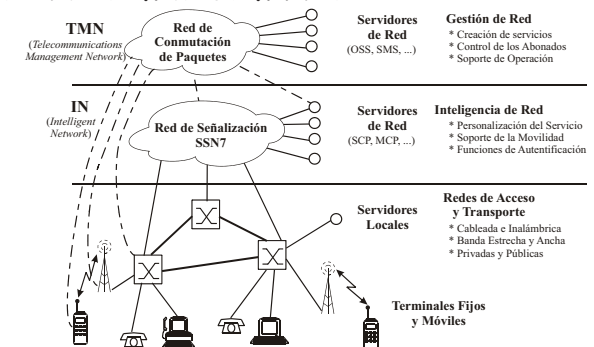 TMN
(Telecommunications
Management Network)
Red de
Conmutación
de Paquetes
Servidores
de Red
(OSS, SMS, ...)
Gestión de Red
* Creación de servicios
* Control de los Abonados
* Soporte de Operación
IN
(Intelligent
Network)
Red de Señalización
SSN7
Servidores
de Red
(SCP, MCP, ...)
Inteligencia de Red
* Personalización del Servicio
* Soporte de la Movilidad
* Funciones de Autentificación
Servidores
Locales
Redes de Acceso
y Transporte
* Cableada e Inalámbrica
* Banda Estrecha y Ancha
* Privadas y Públicas
Terminales Fijos
y Móviles